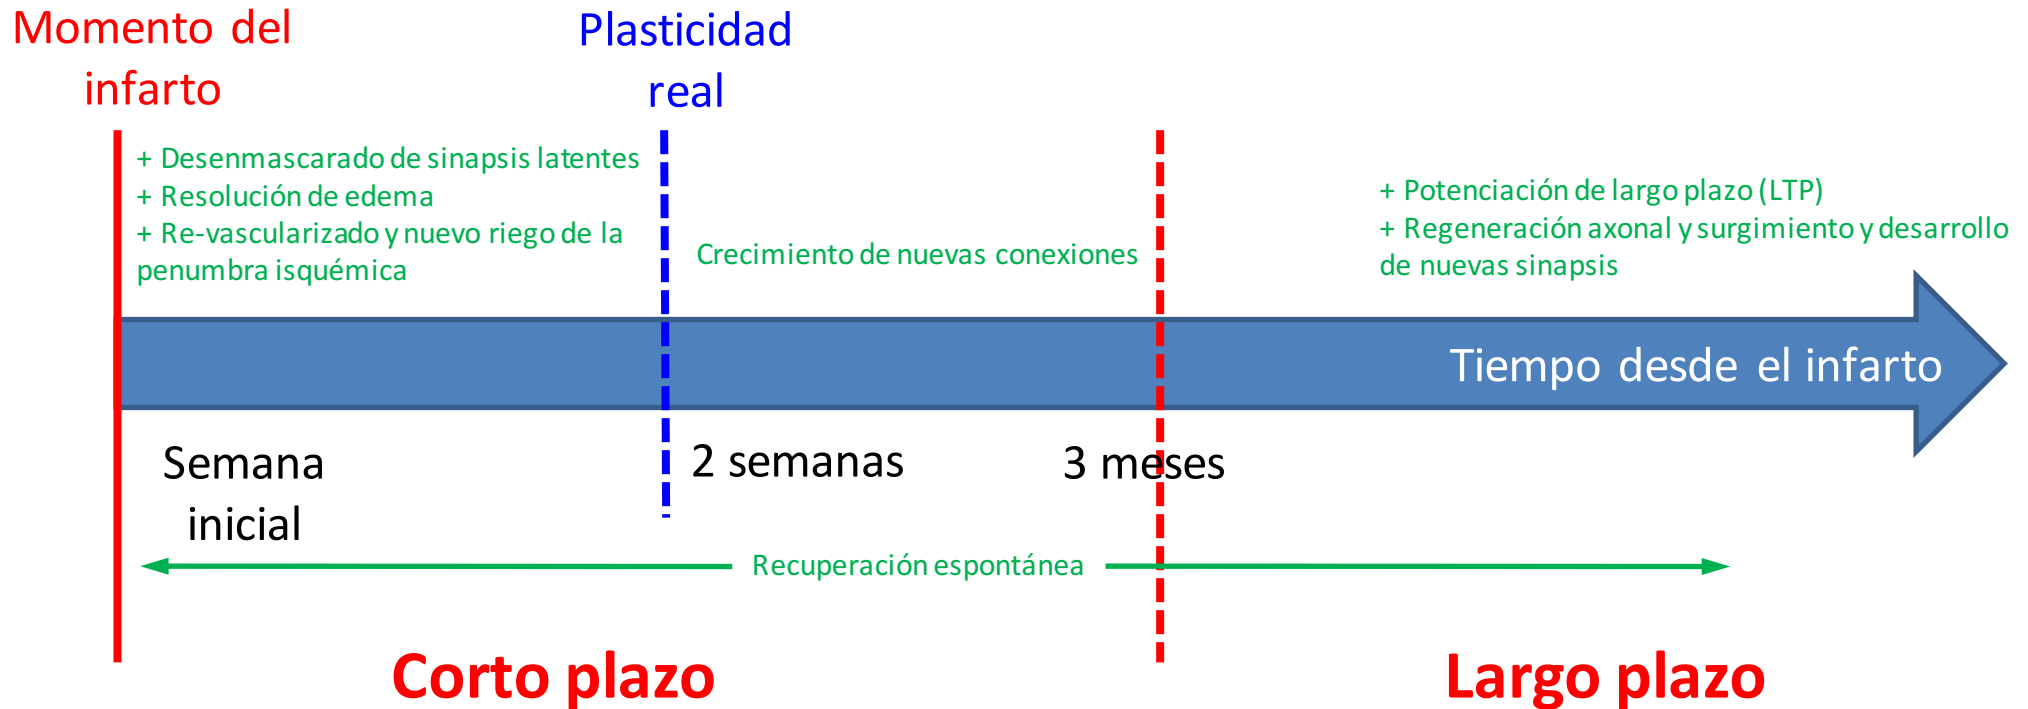 Momento del
infarto
Plasticidad
real
+ Desenmascarado de sinapsis latentes
+ Resolución de edema
+ Re-vascularizado y nuevo riego de la
penumbra isquémica
Crecimiento de nuevas conexiones
+ Potenciación de largo plazo (LTP)
+ Regeneración axonal y surgimiento y desarrollo
de nuevas sinapsis
Tiempo desde el infarto
Semana
inicial
2 semanas
3 meses
Recuperación espontánea
Corto plazo
Largo plazo